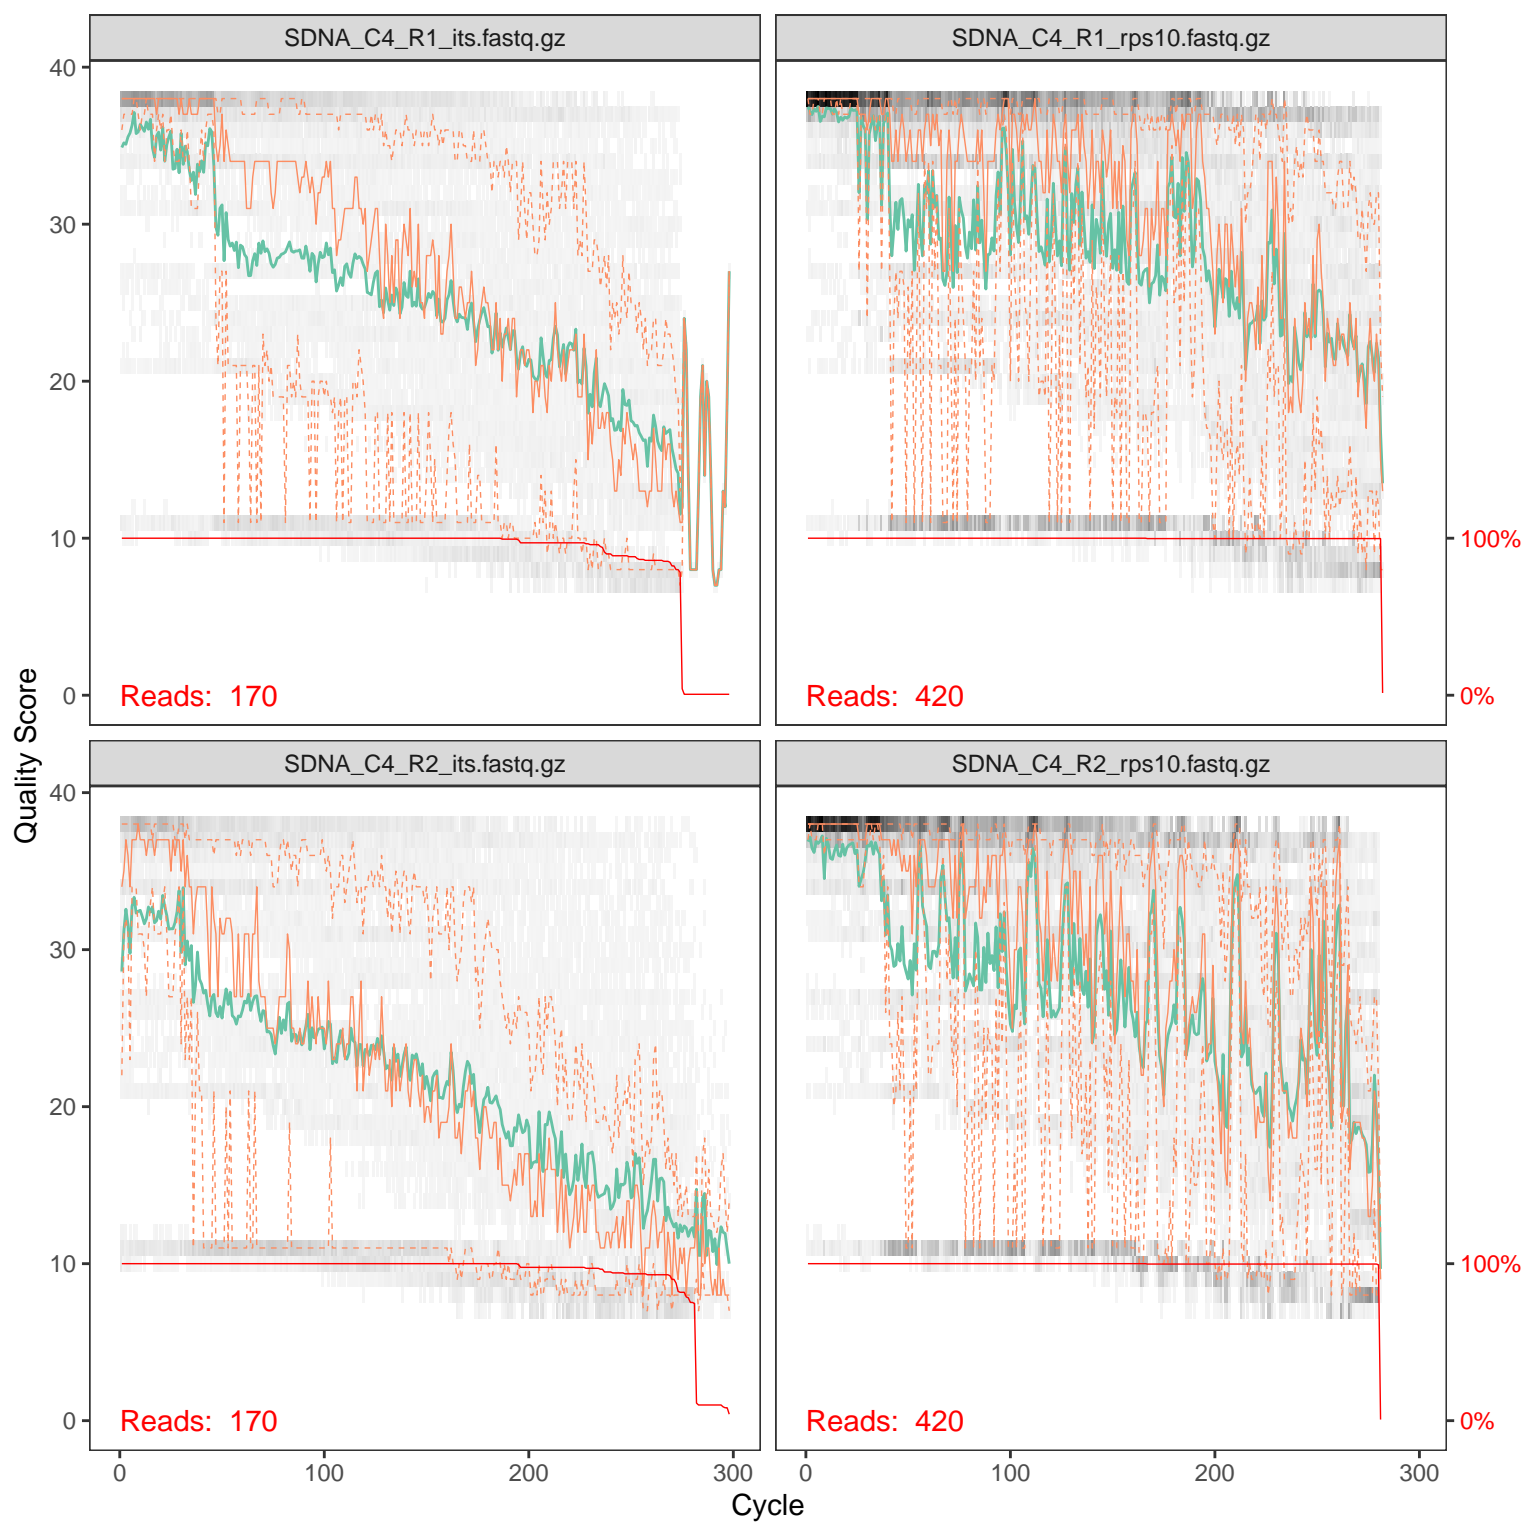 SDNA_C4_R1_its.fastq.gz
SDNA_C4_R1_rps10.fastq.gz
40
30
20
10
0
100%
0%
Reads: 170
Reads: 420
Quality Score
SDNA_C4_R2_its.fastq.gz
SDNA_C4_R2_rps10.fastq.gz
40
30
20
10
0
100%
0%
Reads: 170
Reads: 420
0 100 200 300 0 100 200 300
Cycle